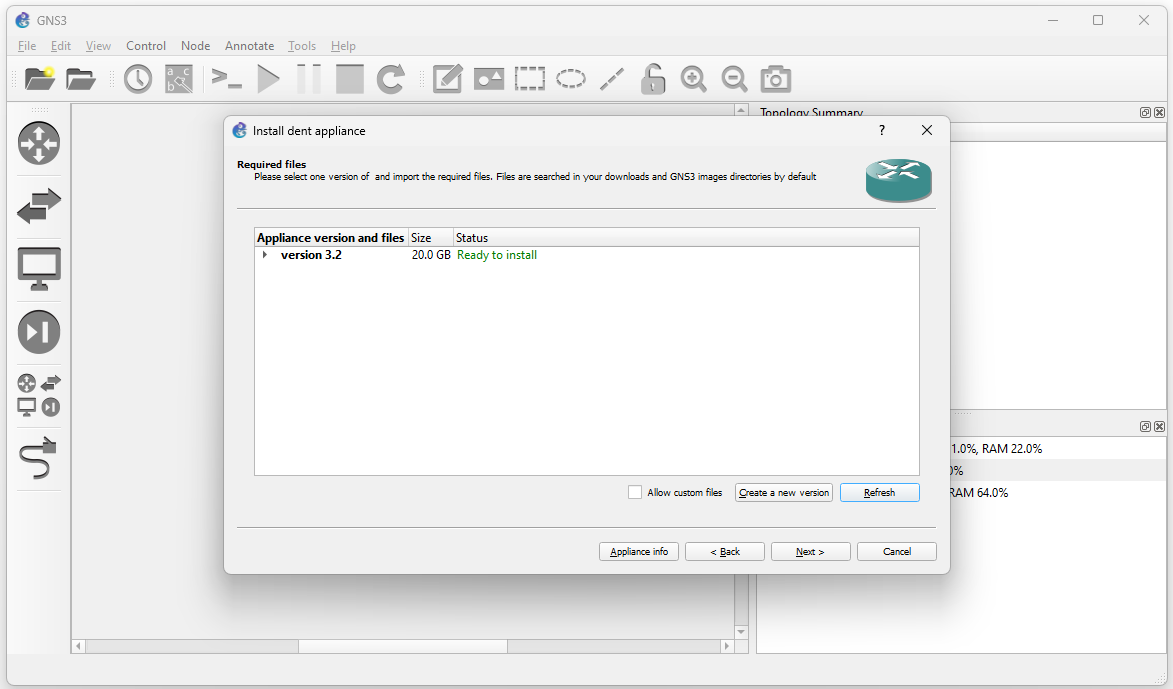 GNS3
File Edit View Control Node Annotate Tools Help
Topology Summary
Install dent appliance
?
Required files
Please select one version of and import the required files. Files are searched in your downloads and GNS3 images directories by default
Appliance version and files Size Status
version 3.2 20.0 GB Ready to install
Allow custom files Create a new version Refresh
Appliance info < Back Next > Cancel
1.0%, RAM 22.0%
0%
RAM 64.0%